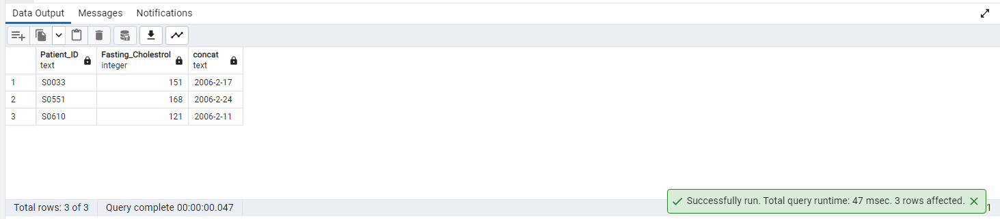 Data Output Messages Notifications
Patient_ID Fasting_Cholestrol concat
text integer text
1 S0033 151 2006-2-17
2 S0551 168 2006-2-24
3 S0610 121 2006-2-11
Successfully run. Total query runtime: 47 msec. 3 rows affected.
Total rows: 3 of 3 Query complete 00:00:00.047 1